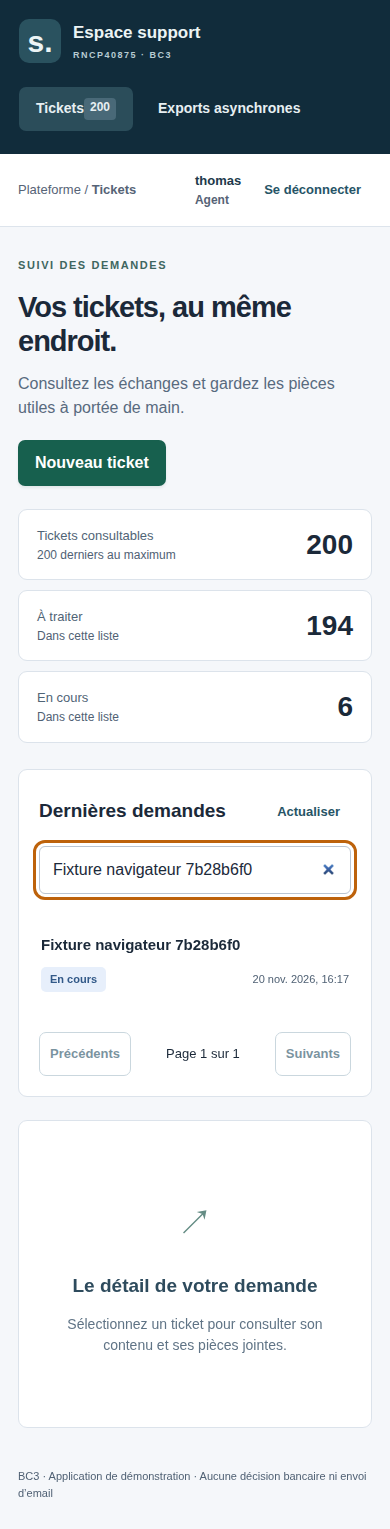 s.
Espace support
RNCP40875 · BC3
Tickets 200
Exports asynchrones
Plateforme / Tickets
thomas
Agent
Se déconnecter
SUIVI DES DEMANDES
Vos tickets, au même
endroit.
Consultez les échanges et gardez les pièces
utiles à portée de main.
Nouveau ticket
Tickets consultables
200 derniers au maximum
200
À traiter
Dans cette liste
194
En cours
Dans cette liste
6
Dernières demandes
Actualiser
Fixture navigateur 7b28b6f0
Fixture navigateur 7b28b6f0
En cours
20 nov. 2026, 16:17
Précédents
Page 1 sur 1
Suivants
Le détail de votre demande
Sélectionnez un ticket pour consulter son
contenu et ses pièces jointes.
BC3 · Application de démonstration · Aucune décision bancaire ni envoi
d’email